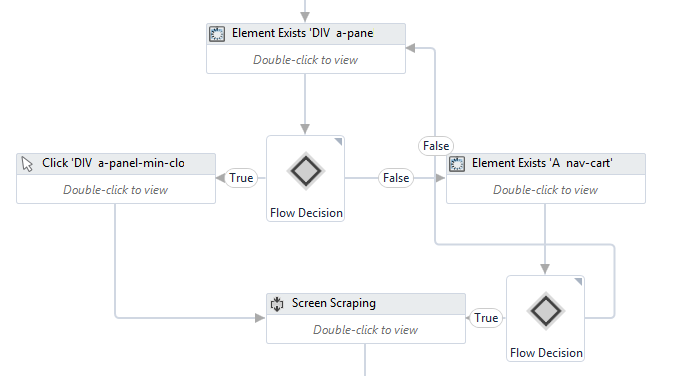 Element Exists 'DIV a-pane
Double-click to view
False
Click 'DIV a-panel-min-clo
Double-click to view
True
Flow Decision
False
Element Exists 'A nav-cart'
Double-click to view
Screen Scraping
Double-click to view
True
Flow Decision